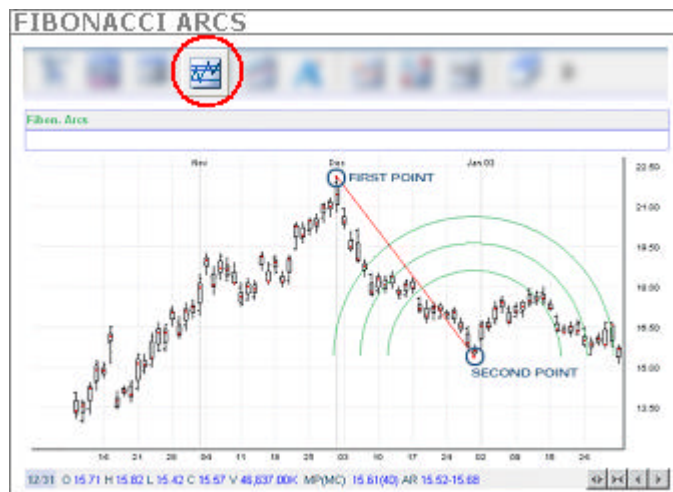 FIBONACCI ARCS
Fibon. Arcs
Nov Dec Jan 03
22.50
FIRST POINT
21.00
19.50
18.00
16.50
15.00
SECOND POINT
13.50
14 21 28 04 11 18 25 03 10 17 24 02 08 15 26
12/31 O 15.71 H 15.82 L 15.42 C 15.57 V 46,637.00K MP(MC) 15.61(40) AR 15.52-15.68